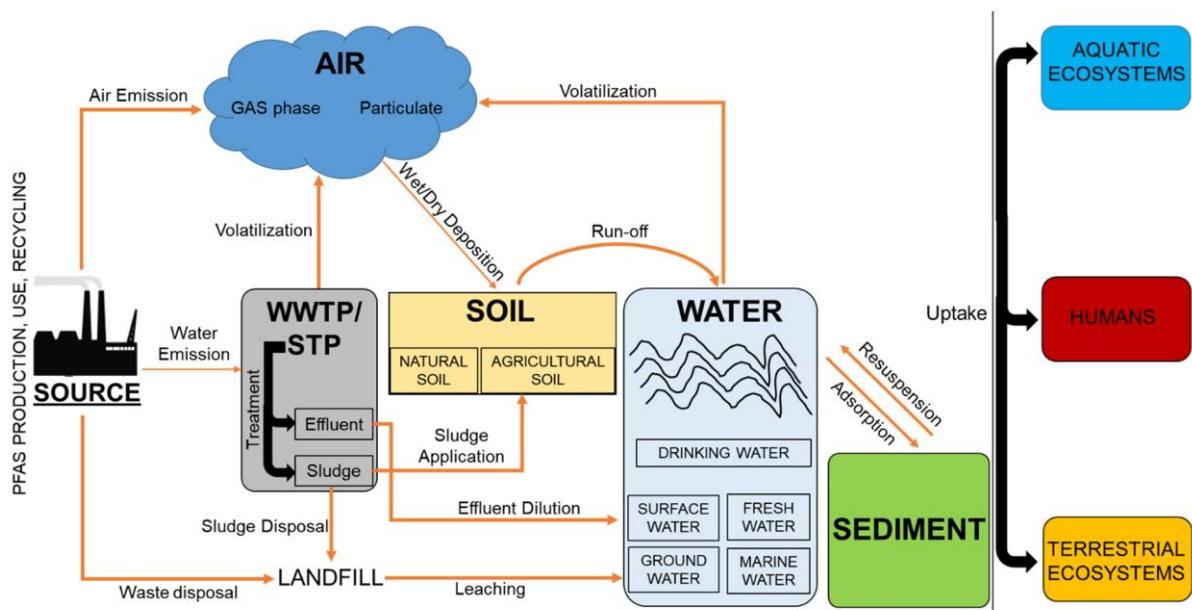 AIR
GAS phase
Particulate
Air Emission
Volatilization
PFAS PRODUCTION, USE, RECYCLING
Volatilization
Wet/Dry Deposition
Run-off
SOURCE
Water
Emission
WWTP/
STP
Treatment
Effluent
Sludge
SOIL
NATURAL
SOIL
AGRICULTURAL
SOIL
Sludge
Application
Effluent Dilution
Sludge Disposal
Waste disposal
LANDFILL
Leaching
WATER
DRINKING WATER
SURFACE
WATER
FRESH
WATER
GROUND
WATER
MARINE
WATER
Resuspension
Adsorption
SEDIMENT
Uptake
AQUATIC
ECOSYSTEMS
HUMANS
TERRESTRIAL
ECOSYSTEMS